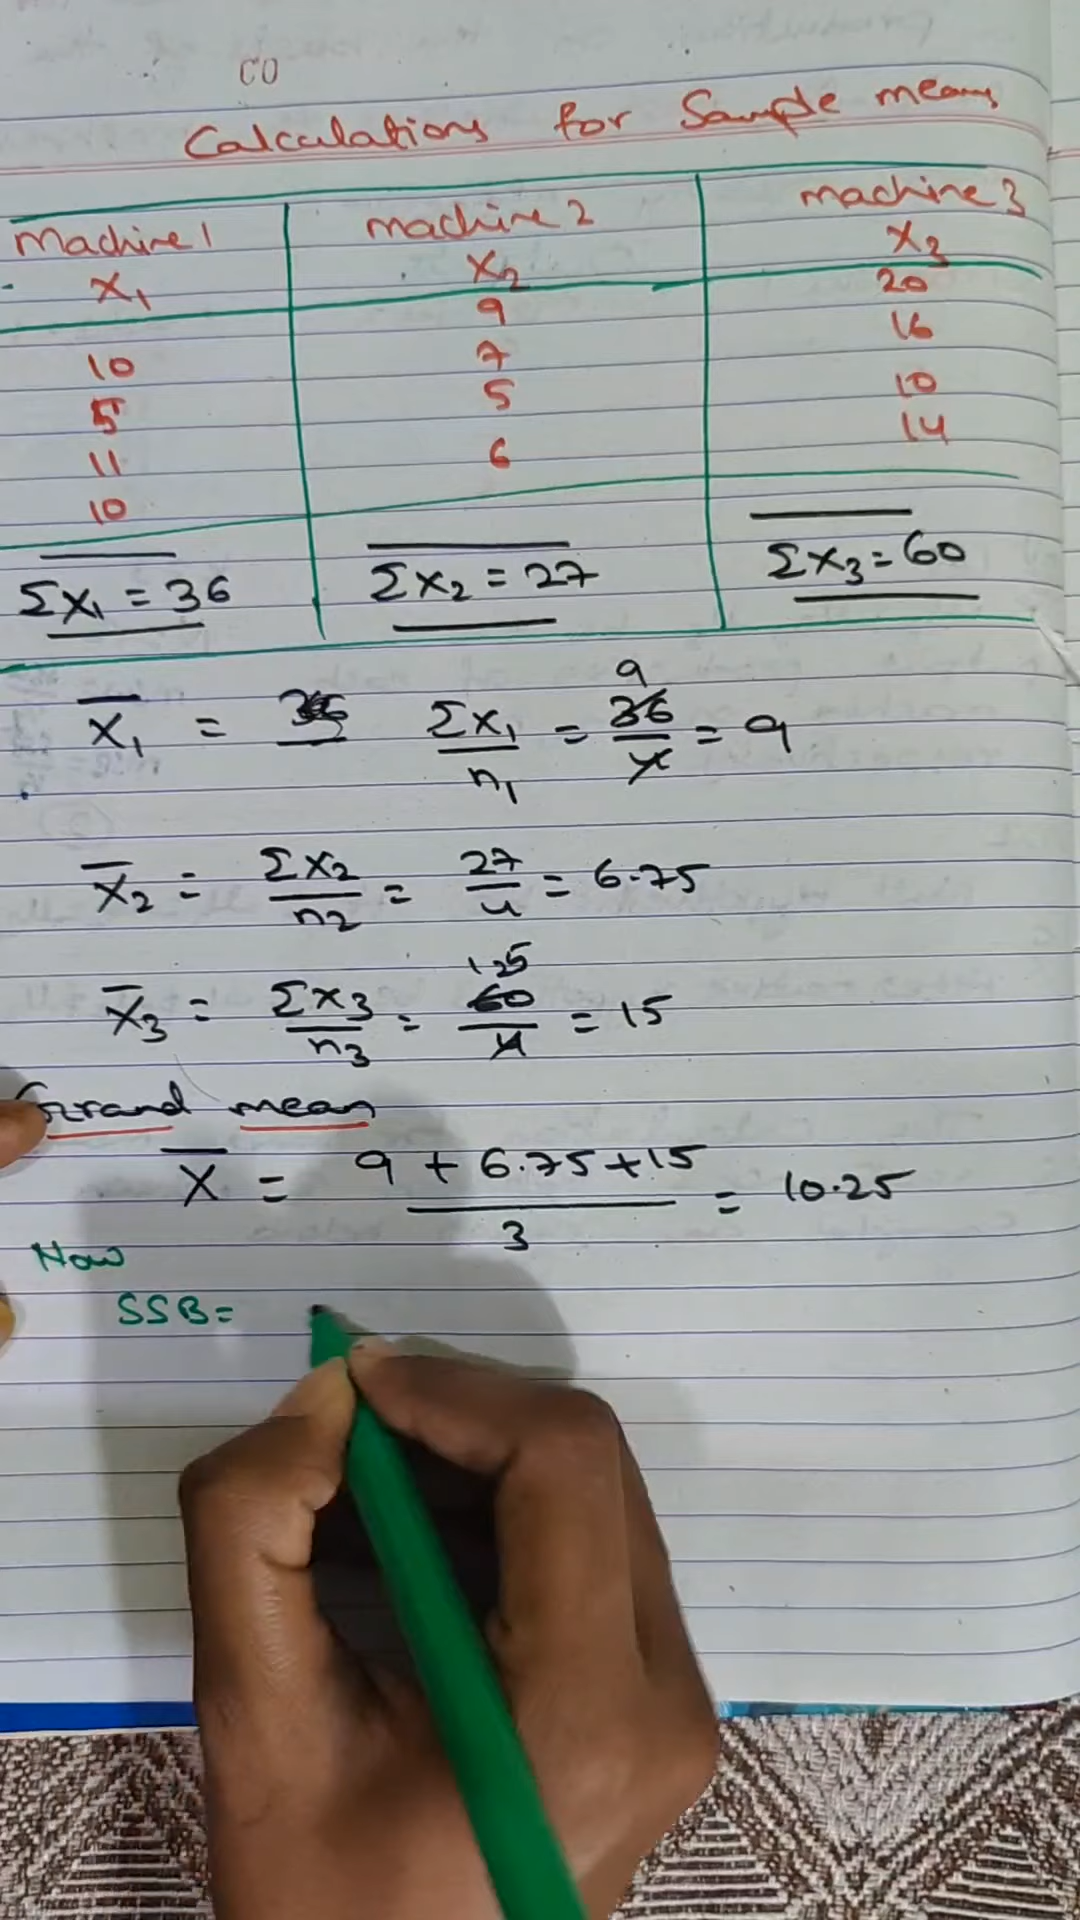 CO
Calculations for Sample means
Machine 1 machine 2 machine 3
X₁ X₂ X₃
10 9 20
5 7 16
11 5 10
10 6 14
ΣX₁ = 36 ΣX₂ = 27 ΣX₃ = 60
X̄₁ = ΣX₁/n₁ = 36/4 9 = 9
X̄₂ = ΣX₂/n₂ = 27/4 = 6.75
X̄₃ = ΣX₃/n₃ = 60/4 = 15
Grand mean
X̄ = 9 + 6.75 + 15 / 3 = 10.25
Now
SSB =